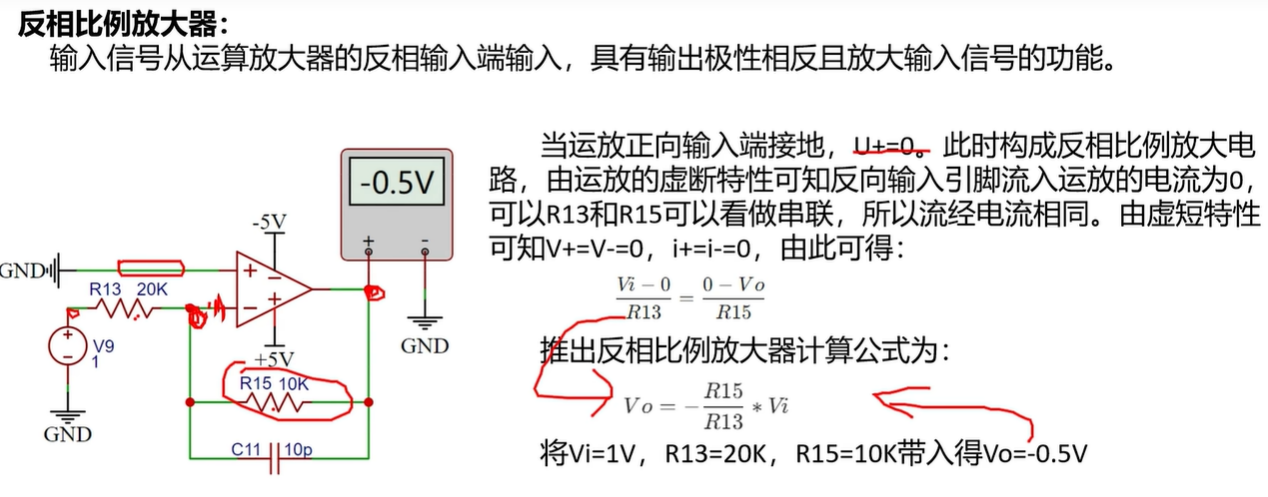 反相比例放大器：
输入信号从运算放大器的反相输入端输入，具有输出极性相反且放大输入信号的功能。
当运放正向输入端接地，U+=0。此时构成反相比例放大电
路，由运放的虚断特性可知反向输入引脚流入运放的电流为0，
可以R13和R15可以看做串联，所以流经电流相同。由虚短特性
可知V+=V-=0，i+=i-=0，由此可得：
Vi − 0 / R13 = 0 − Vo / R15
推出反相比例放大器计算公式为：
Vo = − R15 / R13 * Vi
将Vi=1V，R13=20K，R15=10K带入得Vo=-0.5V
-0.5V
+ -
-5V
GND
+ −
R13 20K
− +
+
−
V9
1
+5V
GND
R15 10K
GND
C11 10p